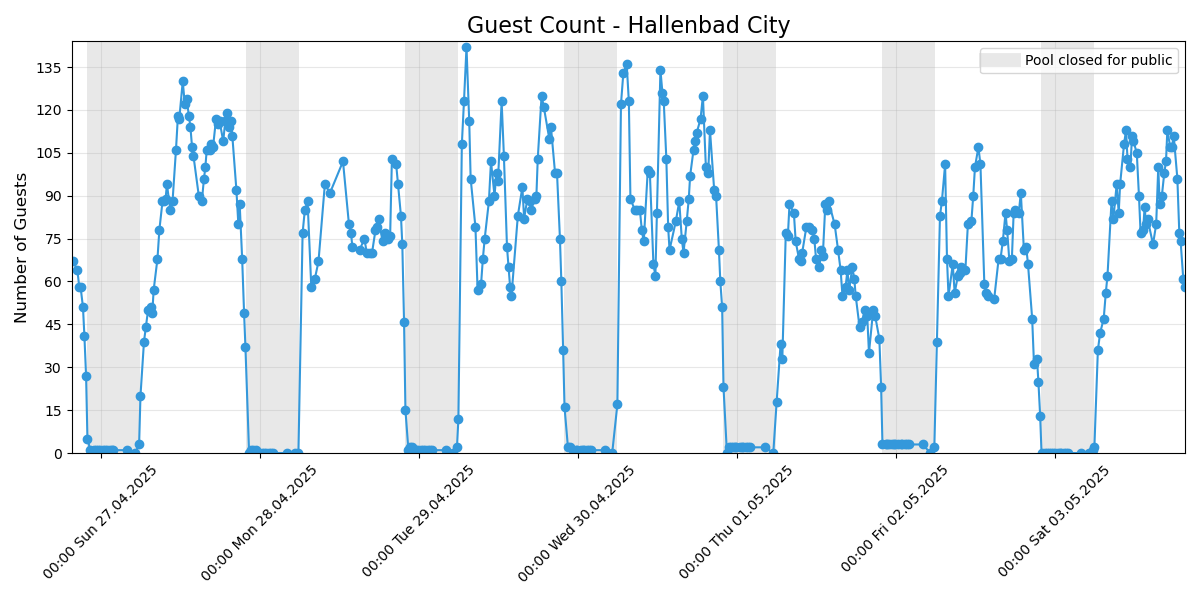 Guest Count - Hallenbad City
Pool closed for public
Number of Guests
135
120
105
90
75
60
45
30
15
0
00:00 Sun 27.04.2025
00:00 Mon 28.04.2025
00:00 Tue 29.04.2025
00:00 Wed 30.04.2025
00:00 Thu 01.05.2025
00:00 Fri 02.05.2025
00:00 Sat 03.05.2025